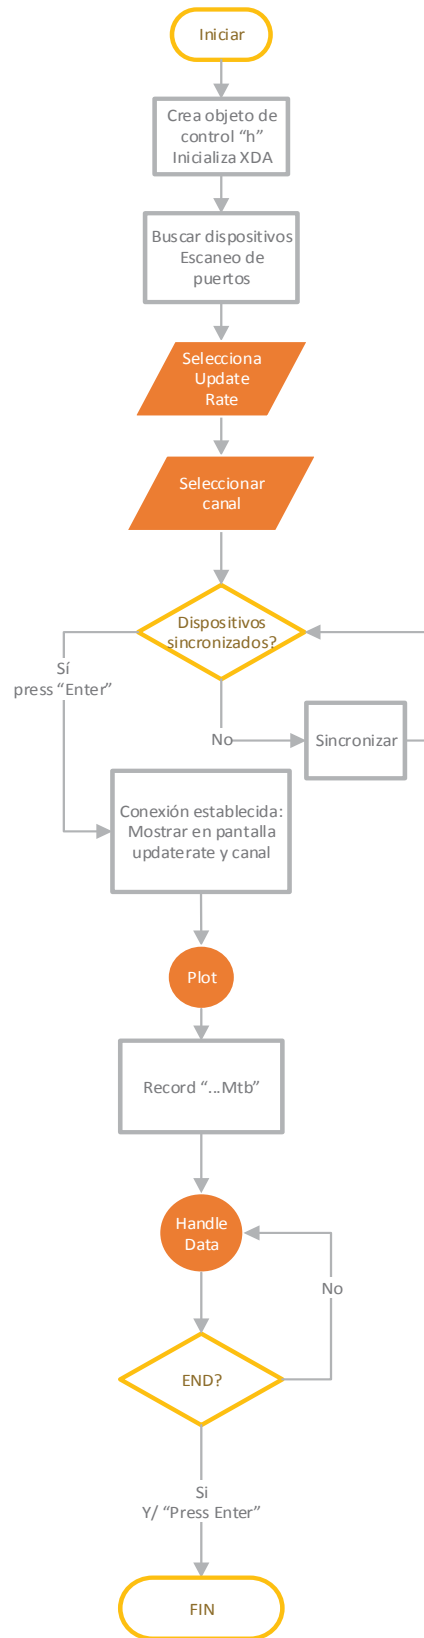 Iniciar
Crea objeto de
control “h”
Inicializa XDA
Buscar dispositivos
Escaneo de
puertos
Selecciona
Update
Rate
Seleccionar
canal
Dispositivos
sincronizados?
Sí
press “Enter”
No
Sincronizar
Conexión establecida:
Mostrar en pantalla
updaterate y canal
Plot
Record “...Mtb”
Handle
Data
No
END?
Si
Y/ “Press Enter”
FIN